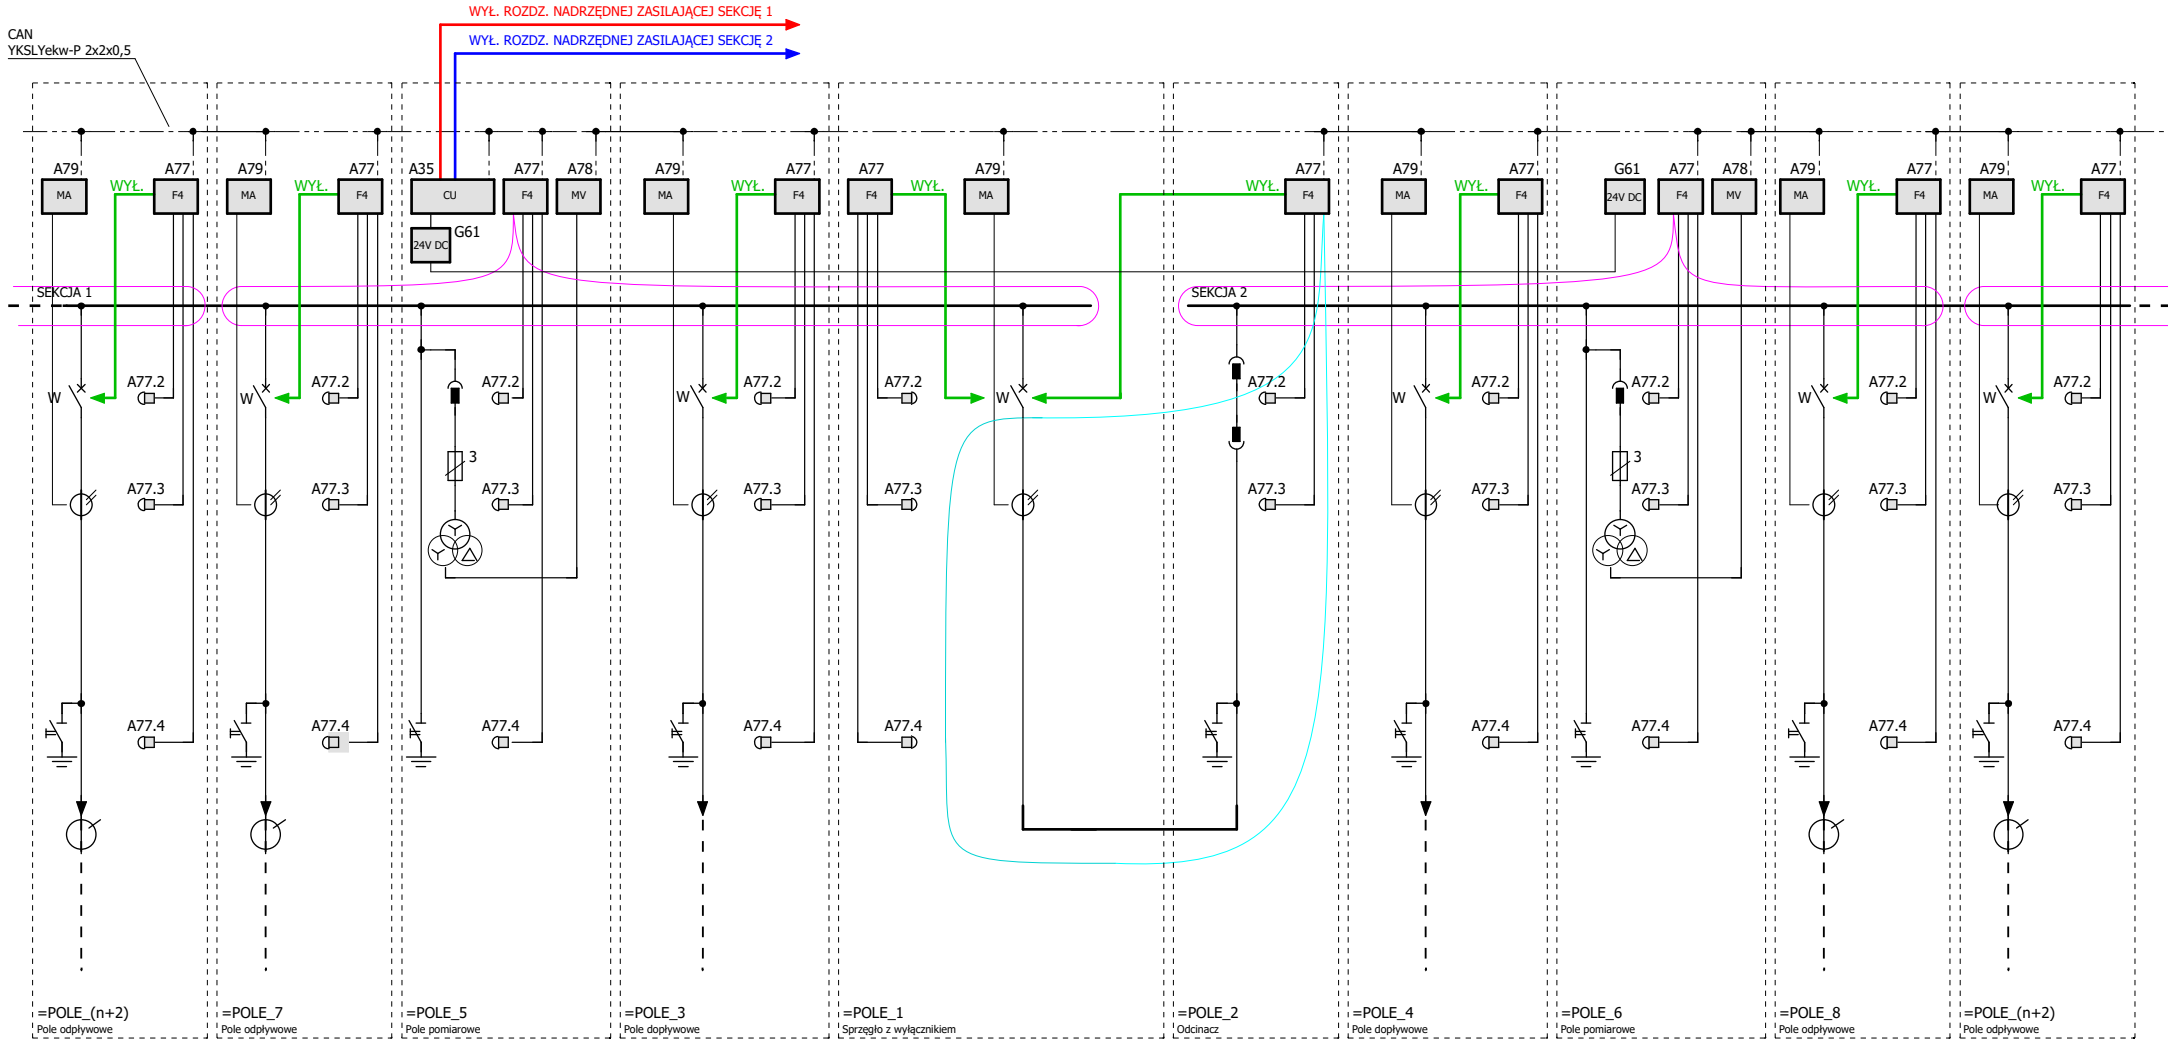 WYŁ. ROZDZ. NADRZĘDNEJ ZASILAJĄCEJ SEKCJĘ 1
WYŁ. ROZDZ. NADRZĘDNEJ ZASILAJĄCEJ SEKCJĘ 2
CAN
YKSLYekw-P 2x2x0,5
A79 A77 A79 A77 A35 A77 A78 A79 A77 A77 A79 A77 A79 A77 G61 A77 A78 A79 A77 A79 A77
MA WYŁ. F4 MA WYŁ. F4 CU F4 MV MA WYŁ. F4 F4 WYŁ. MA WYŁ. F4 MA WYŁ. F4 24V DC F4 MV MA WYŁ. F4 MA WYŁ. F4
24V DC G61
SEKCJA 1 SEKCJA 2
W A77.2 W A77.2 A77.2 W A77.2 A77.2 W A77.2 W A77.2 A77.2 W A77.2 W A77.2
3 3
A77.3 A77.3 A77.3 A77.3 A77.3 A77.3 A77.3 A77.3 A77.3 A77.3
A77.4 A77.4 A77.4 A77.4 A77.4 A77.4 A77.4 A77.4 A77.4 A77.4
=POLE_(n+2) =POLE_7 =POLE_5 =POLE_3 =POLE_1 =POLE_2 =POLE_4 =POLE_6 =POLE_8 =POLE_(n+2)
Pole odpływowe Pole odpływowe Pole pomiarowe Pole dopływowe Sprzęgło z wyłącznikiem Odcinacz Pole dopływowe Pole pomiarowe Pole odpływowe Pole odpływowe